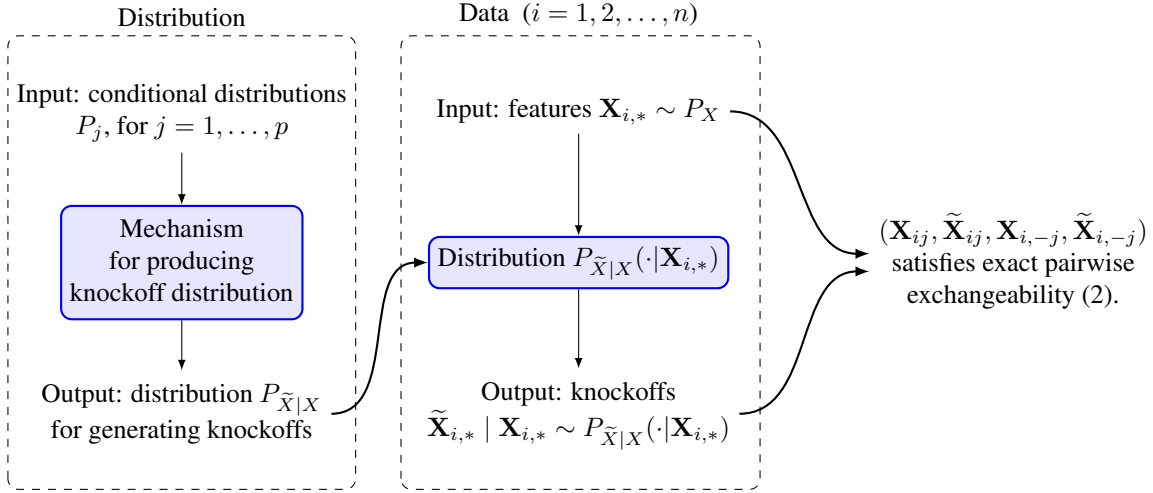 Distribution
Input: conditional distributions
P_j, for j = 1, . . . , p
Mechanism
for producing
knockoff distribution
Output: distribution P_{X̃|X}
for generating knockoffs
Data (i = 1, 2, . . . , n)
Input: features X_{i,∗} ∼ P_X
Distribution P_{X̃|X}(·|X_{i,∗})
Output: knockoffs
X̃_{i,∗} | X_{i,∗} ∼ P_{X̃|X}(·|X_{i,∗})
(X_{ij}, X̃_{ij}, X_{i,−j}, X̃_{i,−j})
satisfies exact pairwise
exchangeability (2).